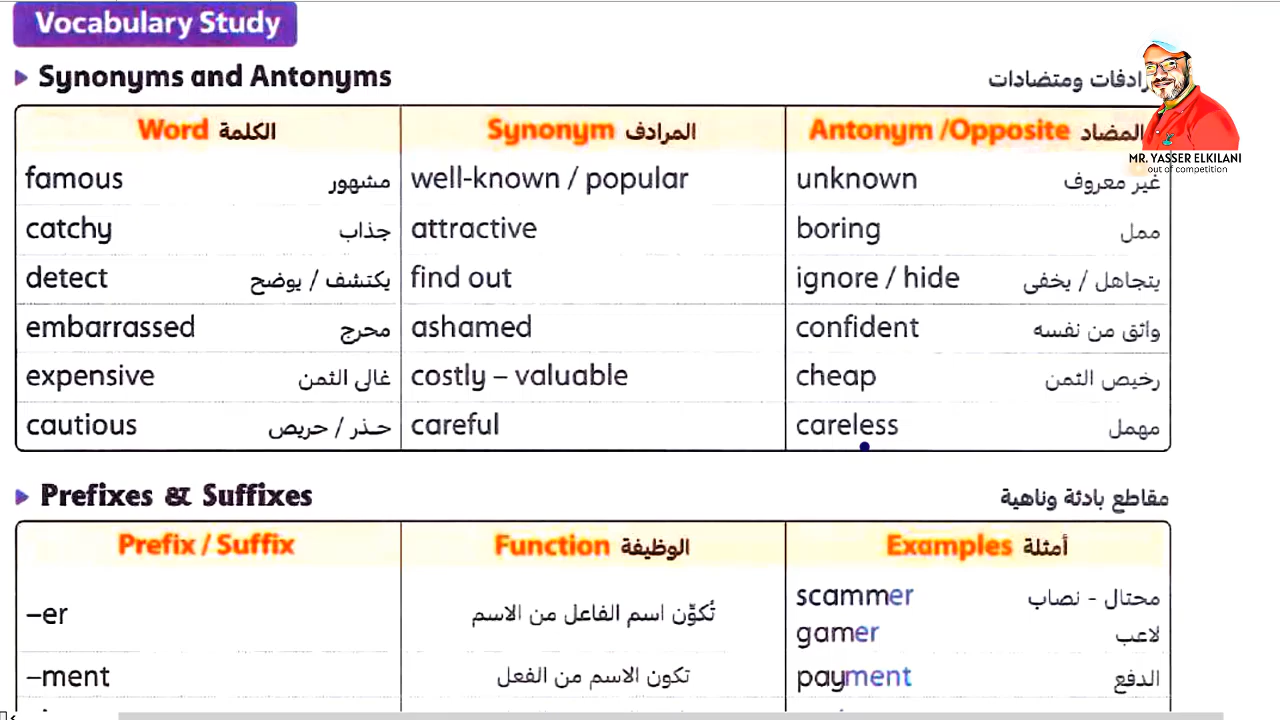 Vocabulary Study
Synonyms and Antonyms
Word الكلمة Synonym المرادف Antonym /Opposite المضاد
famous مشهور well-known / popular unknown غير معروف
MR. YASSER ELKILANI
out of competition
catchy جذاب attractive boring ممل
detect يكتشف / يوضح find out ignore / hide يتجاهل / يخفى
embarrassed محرج ashamed confident واثق من نفسه
expensive غالى الثمن costly – valuable cheap رخيص الثمن
cautious حذر / حريص careful careless مهمل
Prefixes & Suffixes مقاطع بادئة وناهية
Prefix / Suffix Function الوظيفة Examples أمثلة
–er تُكوِّن اسم الفاعل من الاسم scammer محتال - نصاب
gamer لاعب
–ment تكون الاسم من الفعل payment الدفع